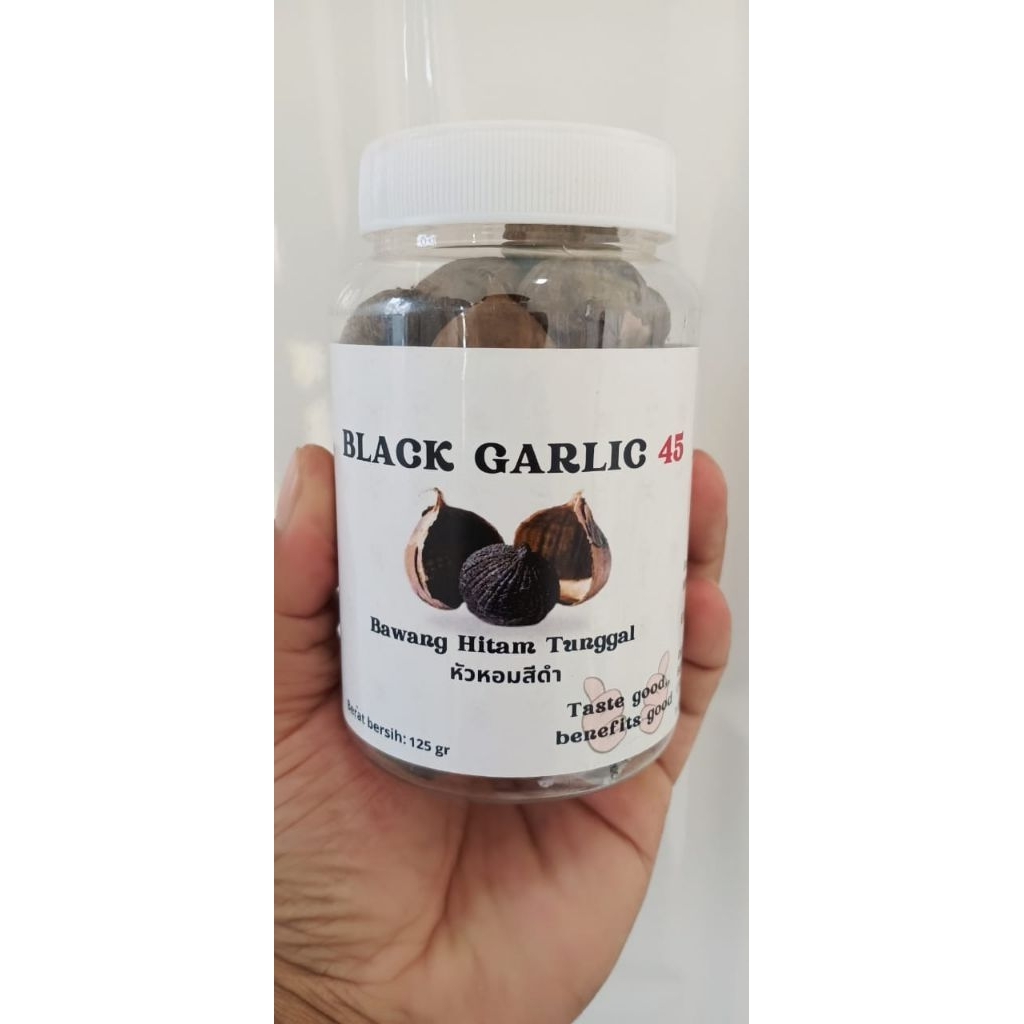 BLACK GARLIC 45
Bawang Hitam Tunggal
หัวหอมสีดำ
Taste good,
benefits good
Berat bersih: 125 gr